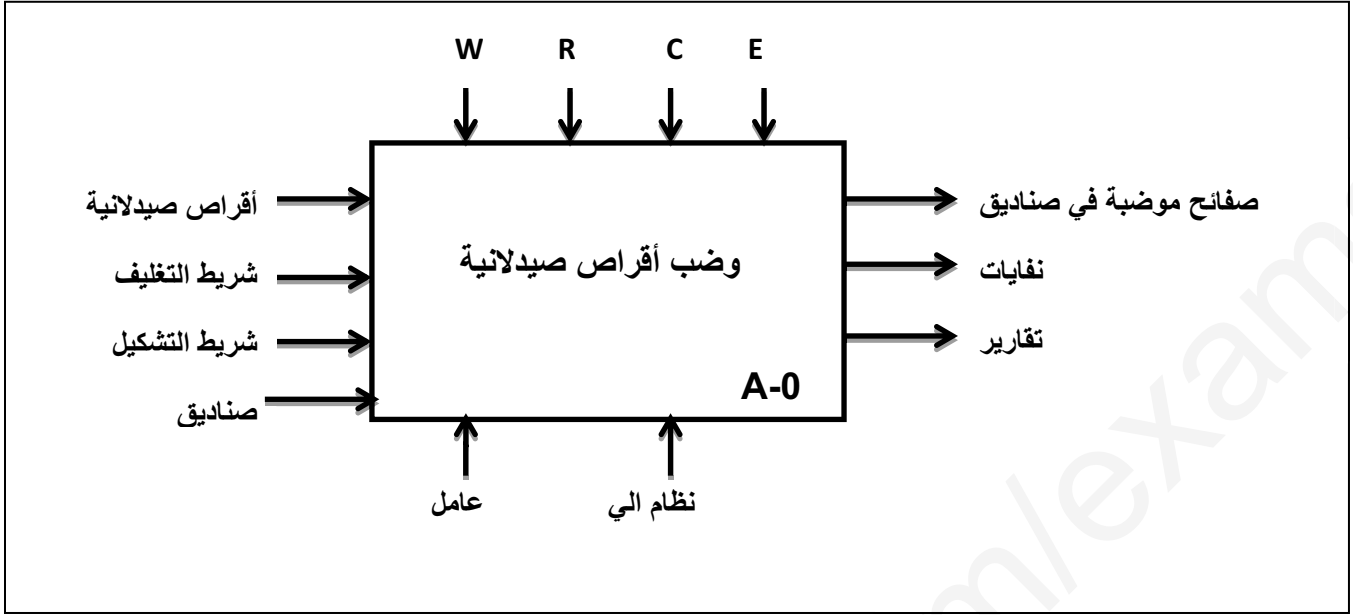 W R C E
أقراص صيدلانية
شريط التغليف
شريط التشكيل
صناديق
وضب أقراص صيدلانية
A-0
صفائح موضبة في صناديق
نفايات
تقارير
عامل
نظام الي
m/exam